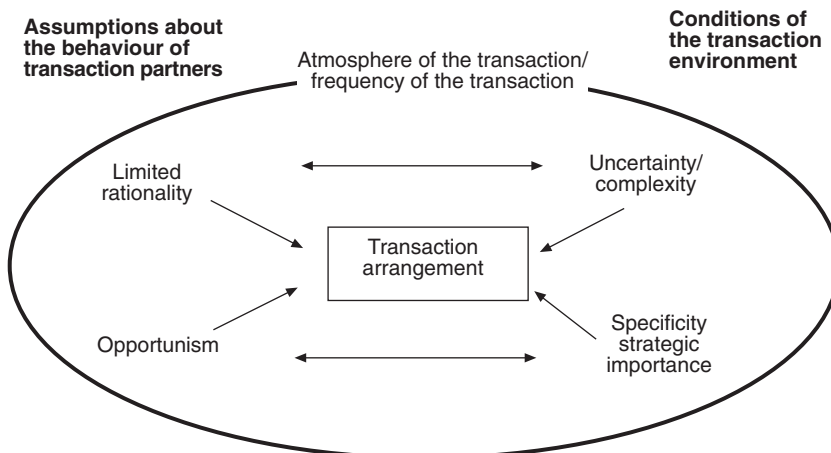 Assumptions about
the behaviour of
transaction partners
Conditions of
the transaction
environment
Atmosphere of the transaction/
frequency of the transaction
Limited
rationality
Uncertainty/
complexity
Transaction
arrangement
Opportunism
Specificity
strategic
importance